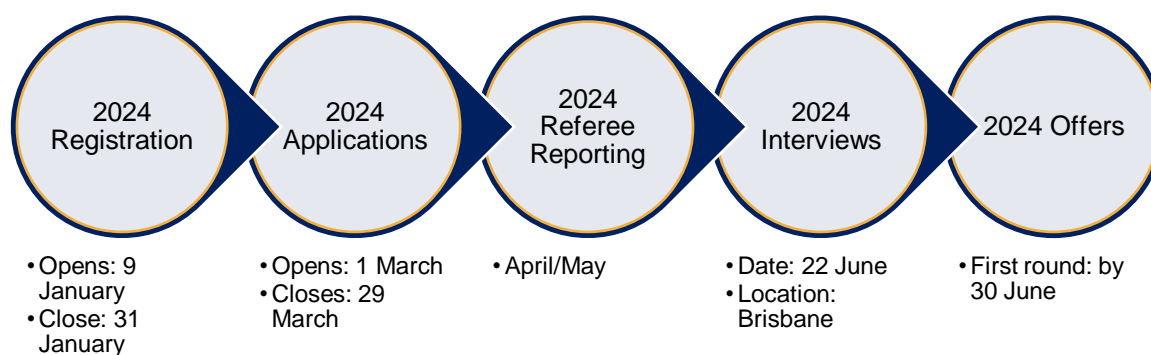 2024
Registration
2024
Applications
2024
Referee
Reporting
2024
Interviews
2024 Offers
• Opens: 9
January
• Close: 31
January
• Opens: 1 March
• Closes: 29
March
• April/May
• Date: 22 June
• Location:
Brisbane
• First round: by
30 June